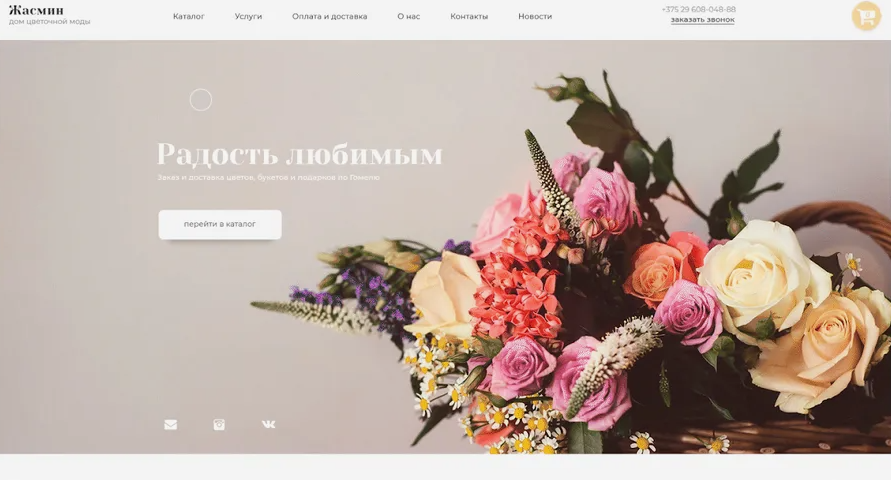 Жасмин
дом цветочной моды
Каталог
Услуги
Оплата и доставка
О нас
Контакты
Новости
+375 29 608-048-88
заказать звонок
0
Радость любимым
Заказ и доставка цветов, букетов и подарков по Гомелю
перейти в каталог